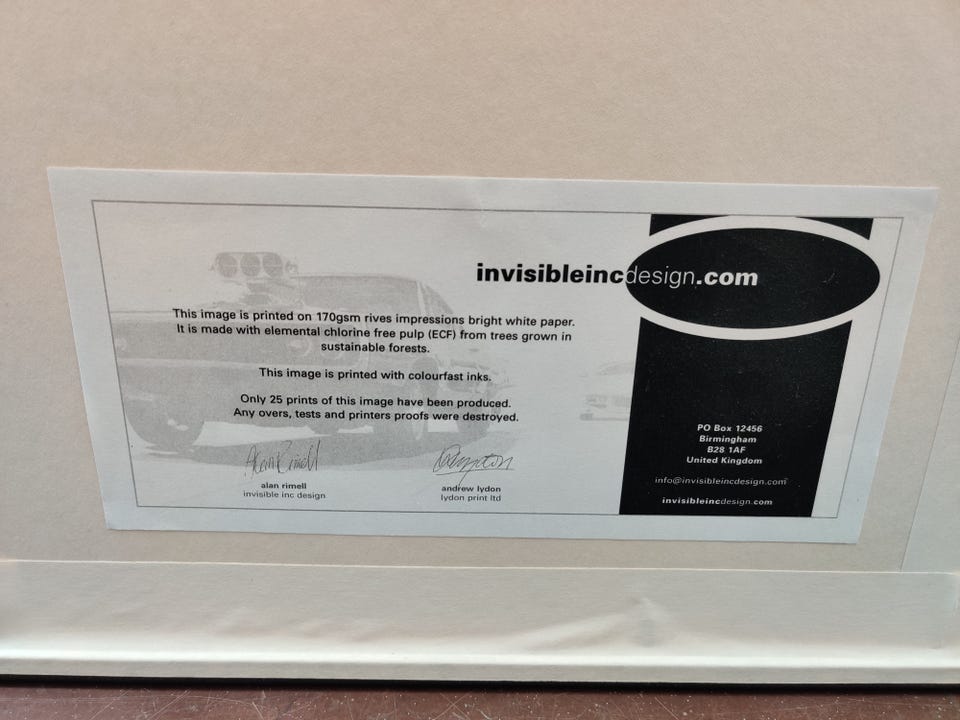 invisibleincdesign.com
This image is printed on 170gsm rives impressions bright white paper.
It is made with elemental chlorine free pulp (ECF) from trees grown in
sustainable forests.
This image is printed with colourfast inks.
Only 25 prints of this image have been produced.
Any overs, tests and printers proofs were destroyed.
Alan Rimell
alan rimell
invisible inc design
andrew lydon
lydon print ltd
PO Box 12456
Birmingham
B28 1AF
United Kingdom
info@invisibleincdesign.com
invisibleincdesign.com